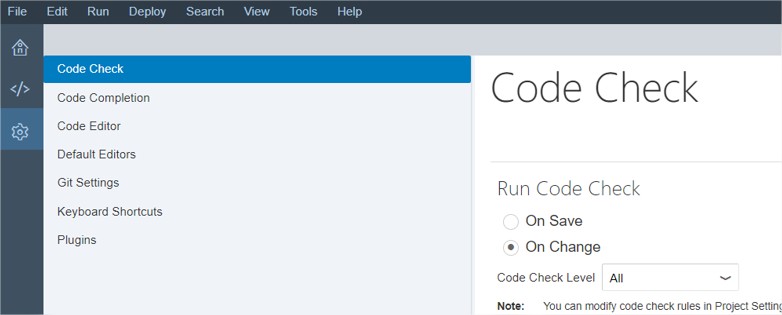 File Edit Run Deploy Search View Tools Help
Code Check
Code Completion
Code Editor
Default Editors
Git Settings
Keyboard Shortcuts
Plugins
Code Check
Run Code Check
On Save
On Change
Code Check Level All
Note: You can modify code check rules in Project Setting